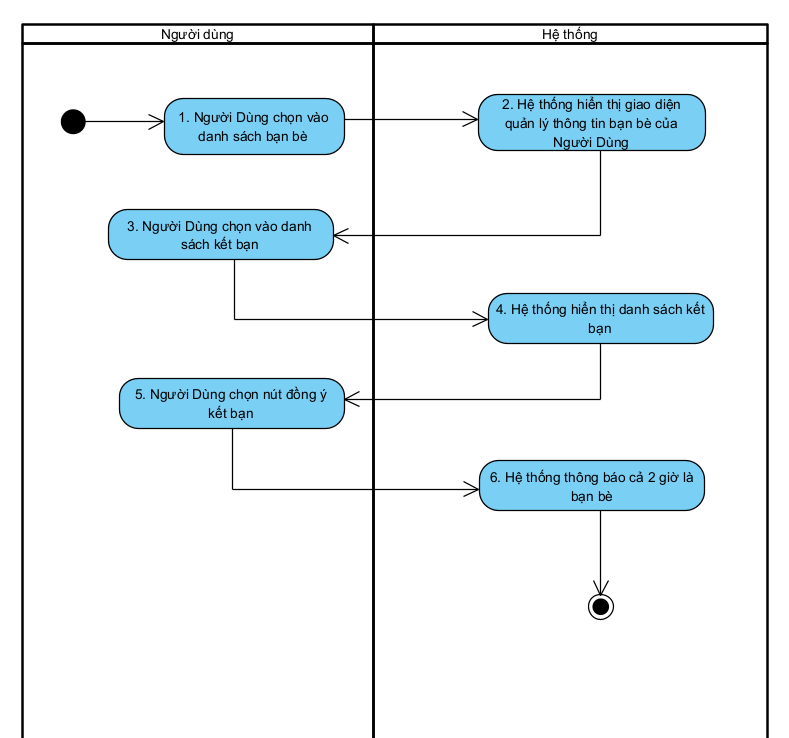 Người dùng
Hệ thống
1. Người Dùng chọn vào
danh sách bạn bè
2. Hệ thống hiển thị giao diện
quản lý thông tin bạn bè của
Người Dùng
3. Người Dùng chọn vào danh
sách kết bạn
4. Hệ thống hiển thị danh sách kết
bạn
5. Người Dùng chọn nút đồng ý
kết bạn
6. Hệ thống thông báo cả 2 giờ là
bạn bè